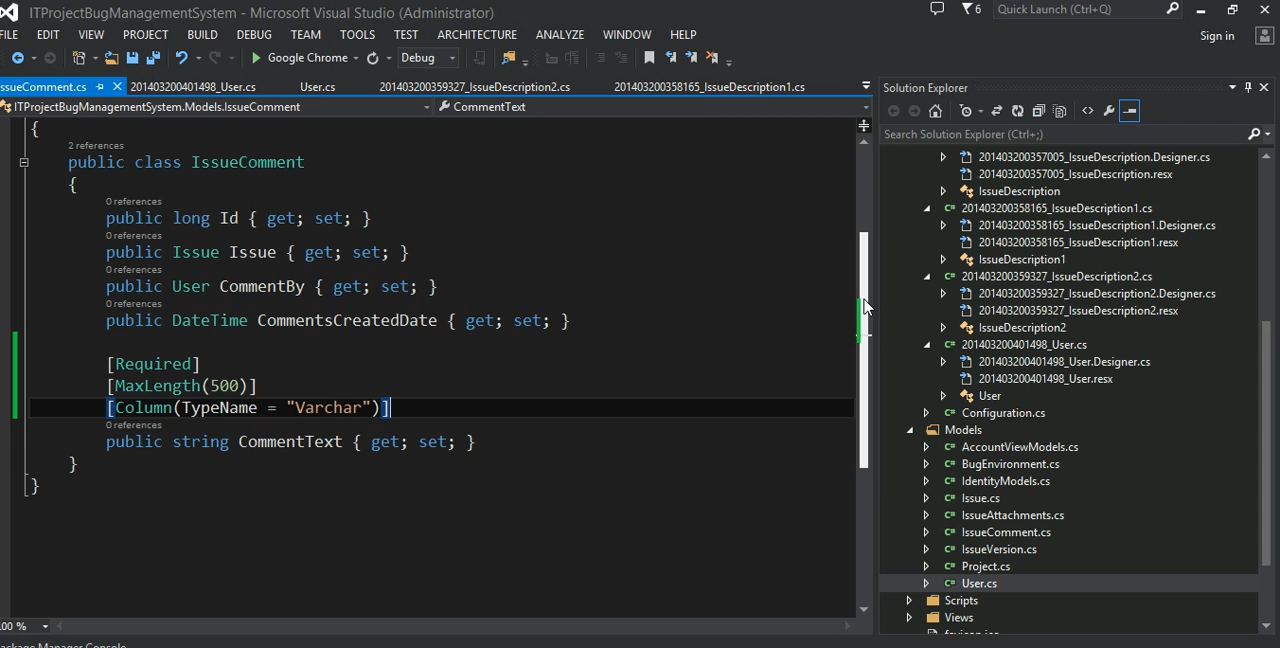 ITProjectBugManagementSystem - Microsoft Visual Studio (Administrator)
6
Quick Launch (Ctrl+Q)
FILE EDIT VIEW PROJECT BUILD DEBUG TEAM TOOLS TEST ARCHITECTURE ANALYZE WINDOW HELP
Sign in
Google Chrome Debug
ssueComment.cs 201403200401498_User.cs User.cs 201403200359327_IssueDescription2.cs 201403200358165_IssueDescription1.cs
ITProjectBugManagementSystem.Models.IssueComment CommentText
{
2 references
public class IssueComment
{
0 references
public long Id { get; set; }
0 references
public Issue Issue { get; set; }
0 references
public User CommentBy { get; set; }
0 references
public DateTime CommentsCreatedDate { get; set; }
[Required]
[MaxLength(500)]
[Column(TypeName = "Varchar")]
0 references
public string CommentText { get; set; }
}
}
00 %
Package Manager Console
Solution Explorer
Search Solution Explorer (Ctrl+;)
201403200357005_IssueDescription.Designer.cs
201403200357005_IssueDescription.resx
IssueDescription
C# 201403200358165_IssueDescription1.cs
201403200358165_IssueDescription1.Designer.cs
201403200358165_IssueDescription1.resx
IssueDescription1
C# 201403200359327_IssueDescription2.cs
201403200359327_IssueDescription2.Designer.cs
201403200359327_IssueDescription2.resx
IssueDescription2
C# 201403200401498_User.cs
201403200401498_User.Designer.cs
201403200401498_User.resx
User
C# Configuration.cs
Models
C# AccountViewModels.cs
C# BugEnvironment.cs
C# IdentityModels.cs
C# Issue.cs
C# IssueAttachments.cs
C# IssueComment.cs
C# IssueVersion.cs
C# Project.cs
C# User.cs
Scripts
Views
favicon.ico